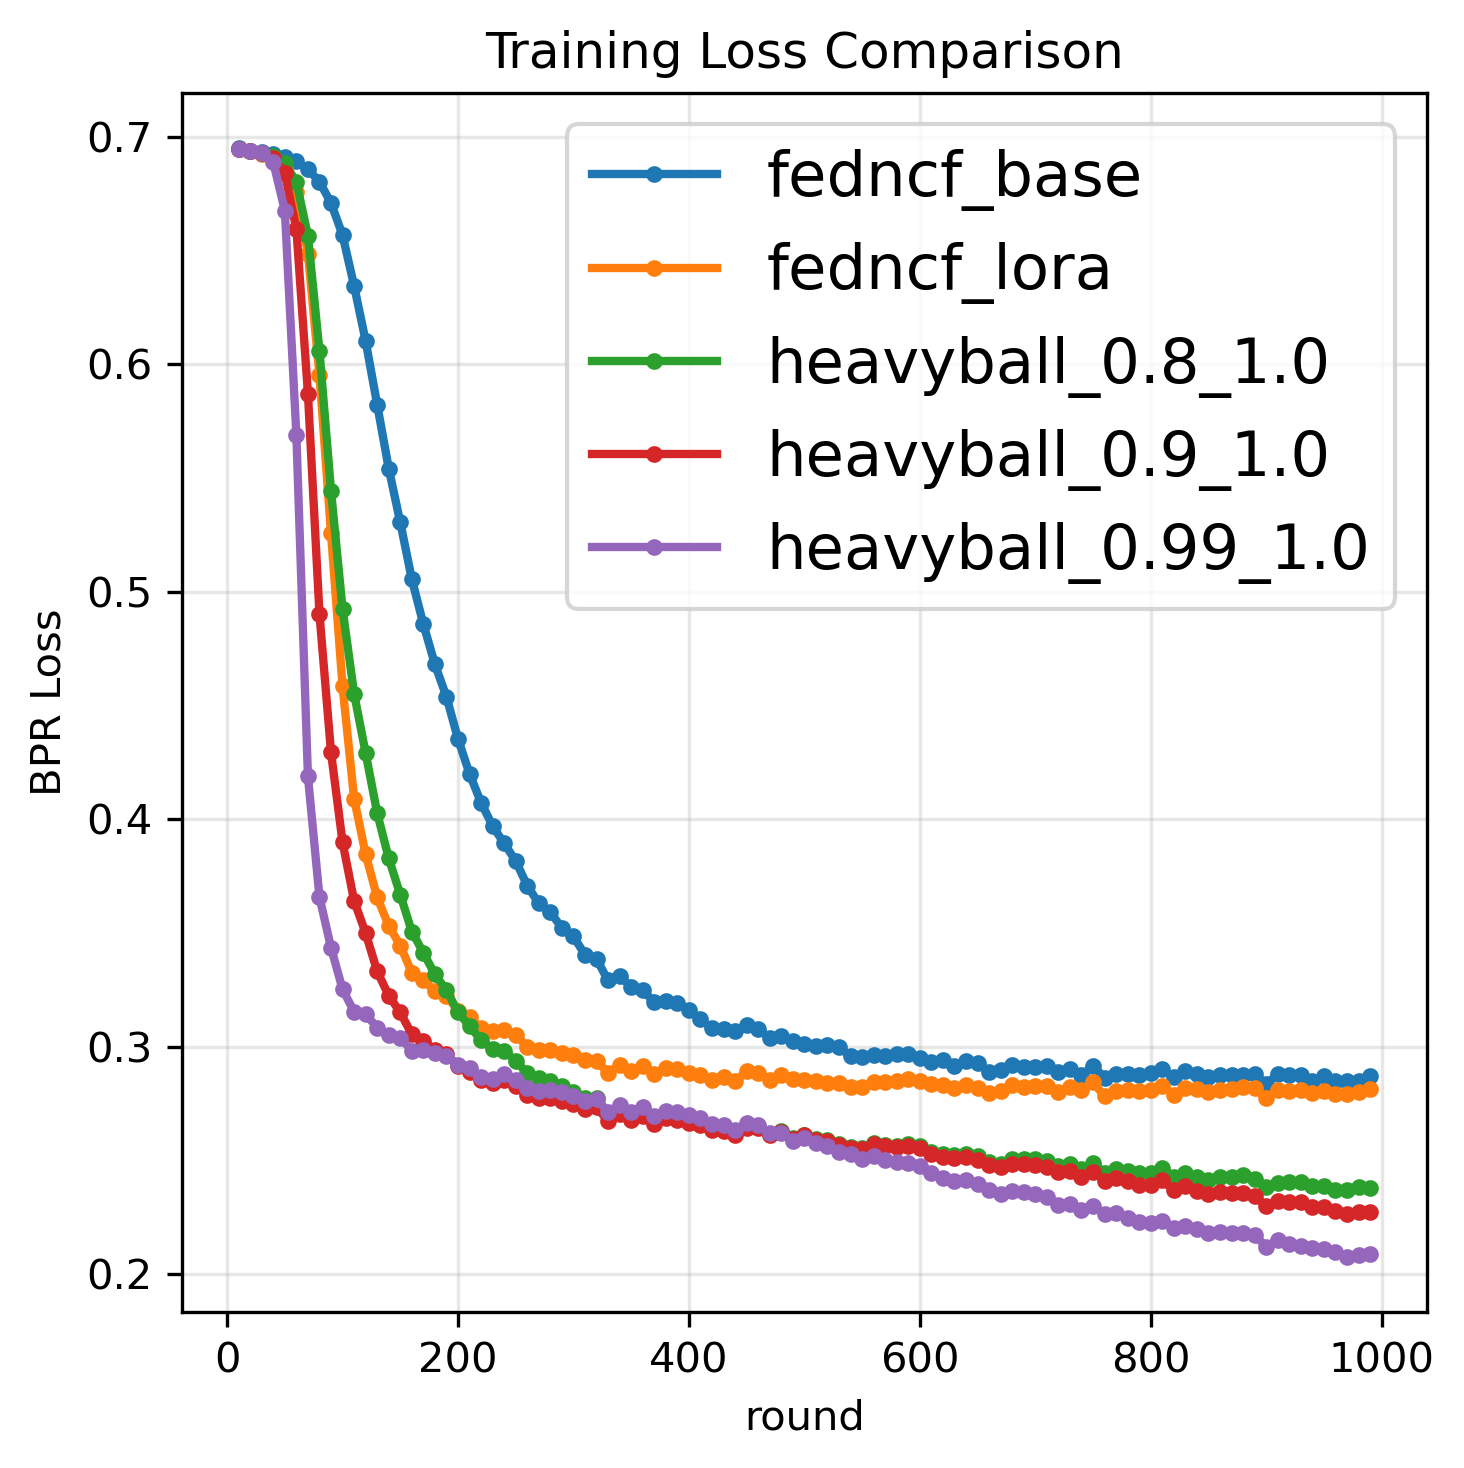 Training Loss Comparison
fedncf_base
fedncf_lora
heavyball_0.8_1.0
heavyball_0.9_1.0
heavyball_0.99_1.0
BPR Loss
0.7
0.6
0.5
0.4
0.3
0.2
0 200 400 600 800 1000
round